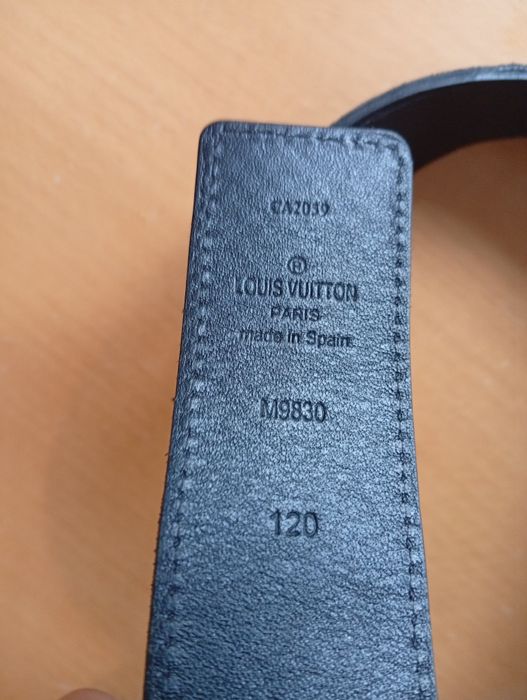 CA2039
Ⓡ
LOUIS VUITTON
PARIS
made in Spain
M9830
120